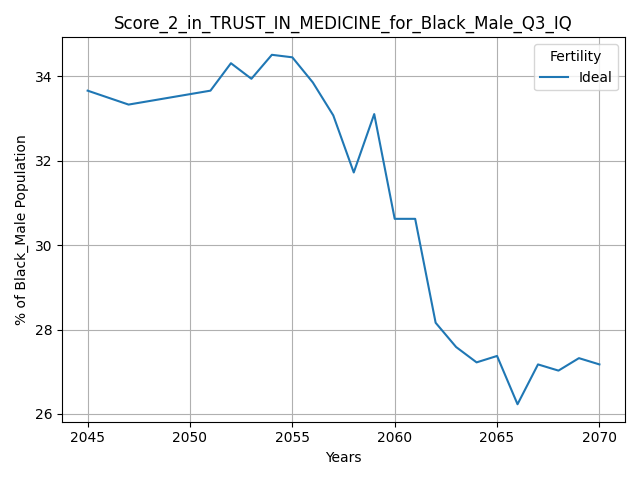 Score_2_in_TRUST_IN_MEDICINE_for_Black_Male_Q3_IQ
Fertility
Ideal
% of Black_Male Population
34
32
30
28
26
2045
2050
2055
2060
2065
2070
Years